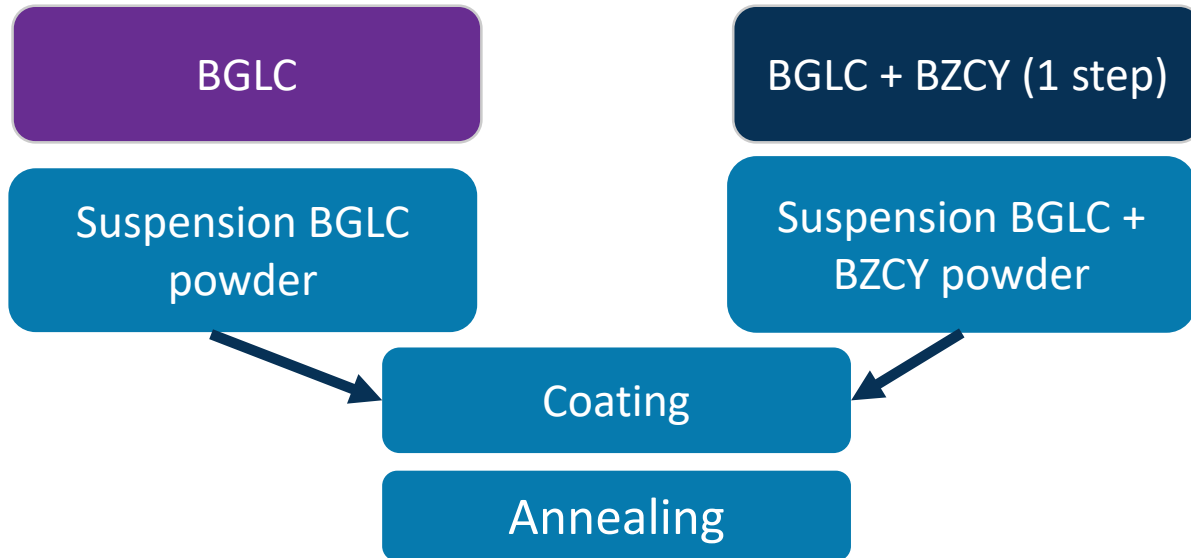 BGLC
BGLC + BZCY (1 step)
Suspension BGLC
powder
Suspension BGLC +
BZCY powder
Coating
Annealing